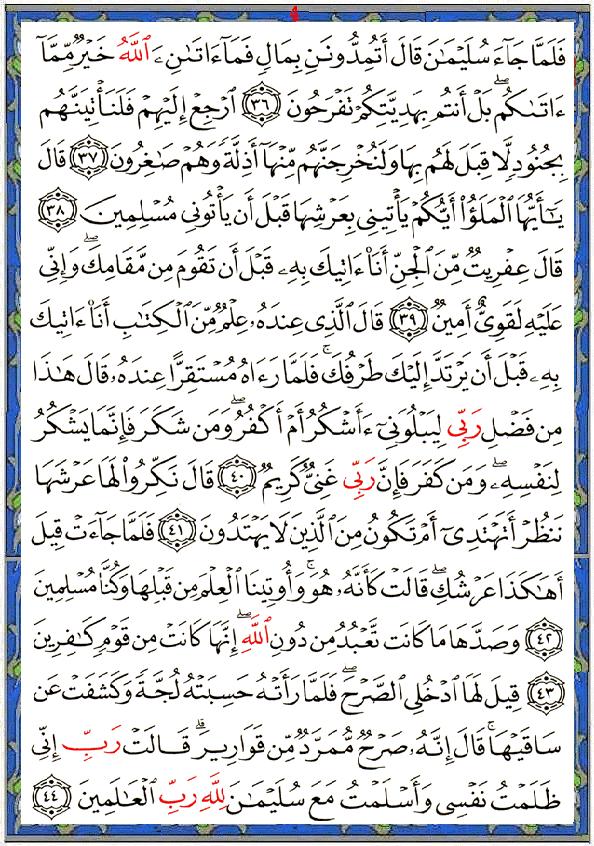 فَلَمَّا جَآءَ سُلَيْمَـٰنَ قَالَ أَتُمِدُّونَنِ بِمَالٍ فَمَآ ءَاتَىٰنِۦَ ٱللَّهُ خَيْرٌ مِّمَّآ
ءَاتَىٰكُم ۖ بَلْ أَنتُم بِهَدِيَّتِكُمْ تَفْرَحُونَ ٣٦ ٱرْجِعْ إِلَيْهِمْ فَلَنَأْتِيَنَّهُم
بِجُنُودٍ لَّا قِبَلَ لَهُم بِهَا وَلَنُخْرِجَنَّهُم مِّنْهَآ أَذِلَّةً وَهُمْ صَـٰغِرُونَ ٣٧ قَالَ
يَـٰٓأَيُّهَا ٱلْمَلَؤُا۟ أَيُّكُمْ يَأْتِينِى بِعَرْشِهَا قَبْلَ أَن يَأْتُونِى مُسْلِمِينَ ٣٨
قَالَ عِفْرِيتٌ مِّنَ ٱلْجِنِّ أَنَا۠ ءَاتِيكَ بِهِۦ قَبْلَ أَن تَقُومَ مِن مَّقَامِكَ ۖ وَإِنِّى
عَلَيْهِ لَقَوِىٌّ أَمِينٌ ٣٩ قَالَ ٱلَّذِى عِندَهُۥ عِلْمٌ مِّنَ ٱلْكِتَـٰبِ أَنَا۠ ءَاتِيكَ
بِهِۦ قَبْلَ أَن يَرْتَدَّ إِلَيْكَ طَرْفُكَ ۚ فَلَمَّا رَءَاهُ مُسْتَقِرًّا عِندَهُۥ قَالَ هَـٰذَا
مِن فَضْلِ رَبِّى لِيَبْلُوَنِىٓ ءَأَشْكُرُ أَمْ أَكْفُرُ ۖ وَمَن شَكَرَ فَإِنَّمَا يَشْكُرُ
لِنَفْسِهِۦ ۖ وَمَن كَفَرَ فَإِنَّ رَبِّى غَنِىٌّ كَرِيمٌ ٤٠ قَالَ نَكِّرُوا۟ لَهَا عَرْشَهَا
نَنظُرْ أَتَهْتَدِىٓ أَمْ تَكُونُ مِنَ ٱلَّذِينَ لَا يَهْتَدُونَ ٤١ فَلَمَّا جَآءَتْ قِيلَ
أَهَـٰكَذَا عَرْشُكِ ۖ قَالَتْ كَأَنَّهُۥ هُوَ ۚ وَأُوتِينَا ٱلْعِلْمَ مِن قَبْلِهَا وَكُنَّا مُسْلِمِينَ
٤٢ وَصَدَّهَا مَا كَانَت تَّعْبُدُ مِن دُونِ ٱللَّهِ ۖ إِنَّهَا كَانَتْ مِن قَوْمٍ كَـٰفِرِينَ
٤٣ قِيلَ لَهَا ٱدْخُلِى ٱلصَّرْحَ ۖ فَلَمَّا رَأَتْهُ حَسِبَتْهُ لُجَّةً وَكَشَفَتْ عَن
سَاقَيْهَا ۚ قَالَ إِنَّهُۥ صَرْحٌ مُّمَرَّدٌ مِّن قَوَارِيرَ ۗ قَالَتْ رَبِّ إِنِّى
ظَلَمْتُ نَفْسِى وَأَسْلَمْتُ مَعَ سُلَيْمَـٰنَ لِلَّهِ رَبِّ ٱلْعَـٰلَمِينَ ٤٤